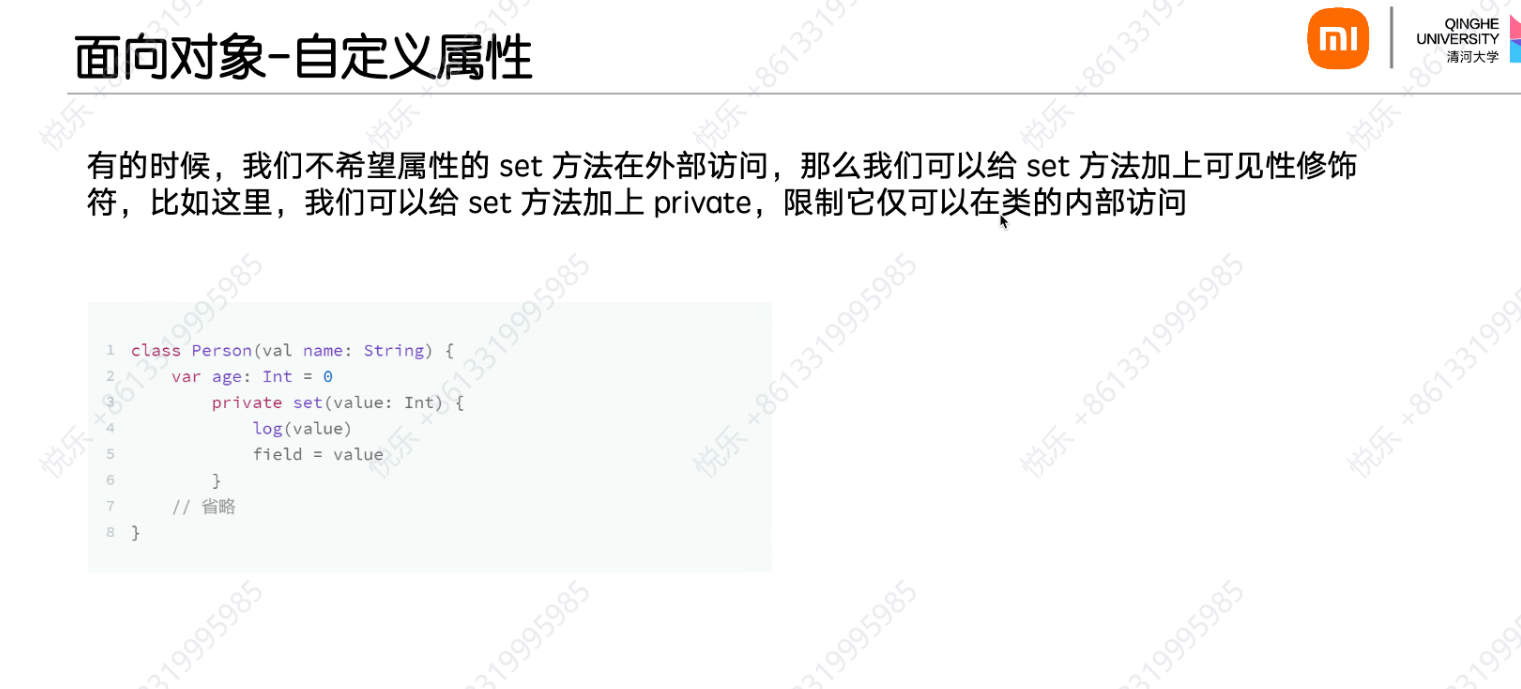 面向对象-自定义属性
mi
QINGHE
UNIVERSITY
清河大学
有的时候，我们不希望属性的 set 方法在外部访问，那么我们可以给 set 方法加上可见性修饰
符，比如这里，我们可以给 set 方法加上 private，限制它仅可以在类的内部访问
1 class Person(val name: String) {
2     var age: Int = 0
3         private set(value: Int) {
4             log(value)
5             field = value
6         }
7     // 省略
8 }
悦乐 +8613319995985